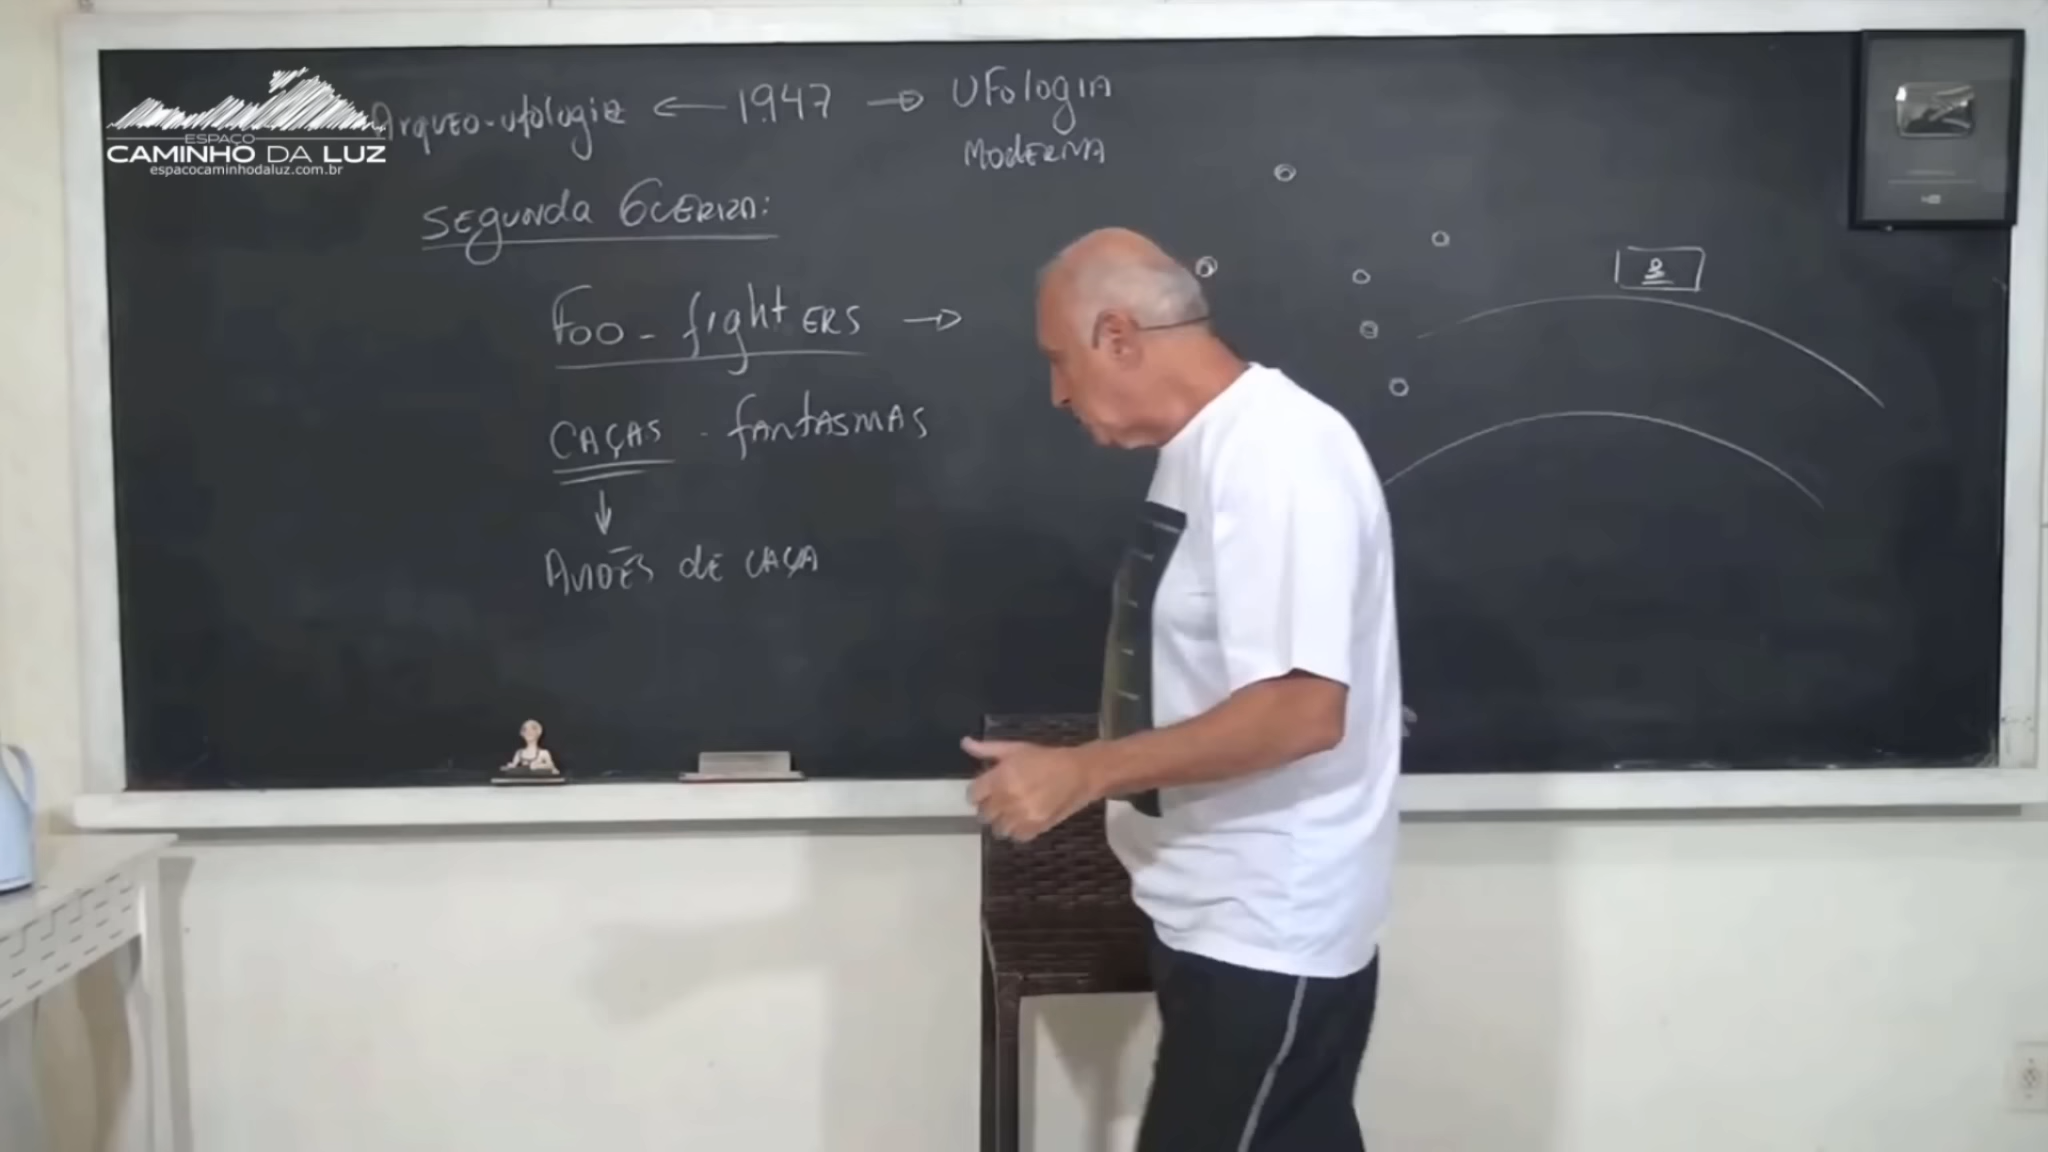 ESPAÇO
CAMINHO DA LUZ
espacocaminhodaluz.com.br
Arqueo-ufologia ← 1947 → Ufologia
Moderna
Segunda Guerra:
Foo-fighters →
Caças - fantasmas
↓
Aviões de caça